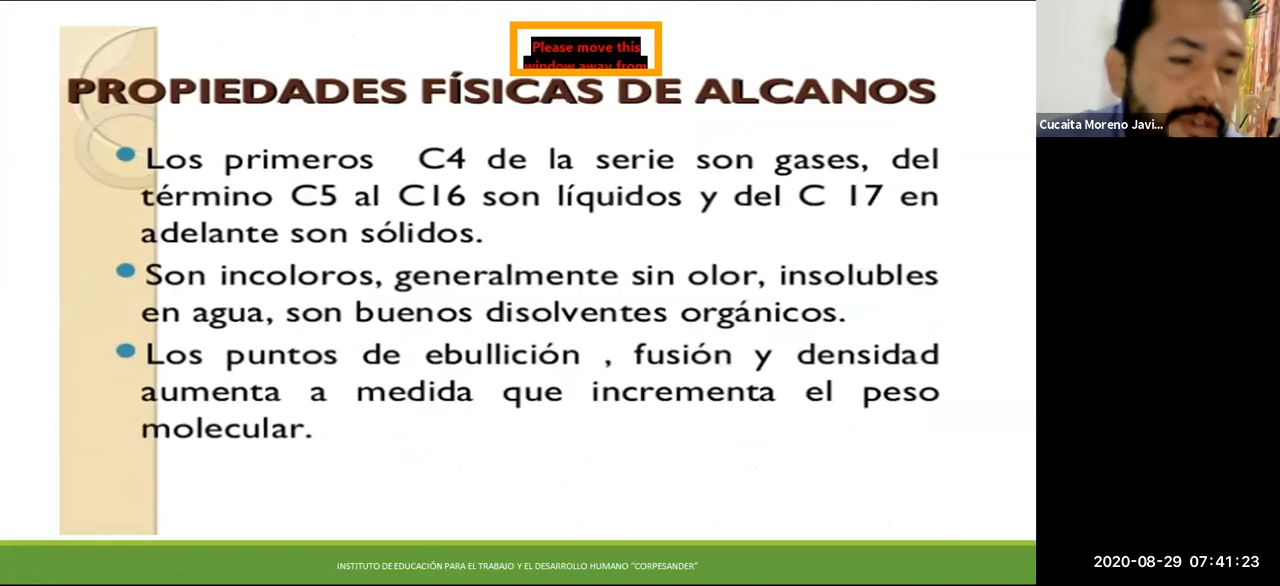 Please move this
window away from
PROPIEDADES FÍSICAS DE ALCANOS
Los primeros C4 de la serie son gases, del
término C5 al C16 son líquidos y del C 17 en
adelante son sólidos.
Son incoloros, generalmente sin olor, insolubles
en agua, son buenos disolventes orgánicos.
Los puntos de ebullición , fusión y densidad
aumenta a medida que incrementa el peso
molecular.
INSTITUTO DE EDUCACIÓN PARA EL TRABAJO Y EL DESARROLLO HUMANO “CORPESANDER”
Cucaita Moreno Javi...
2020-08-29 07:41:23